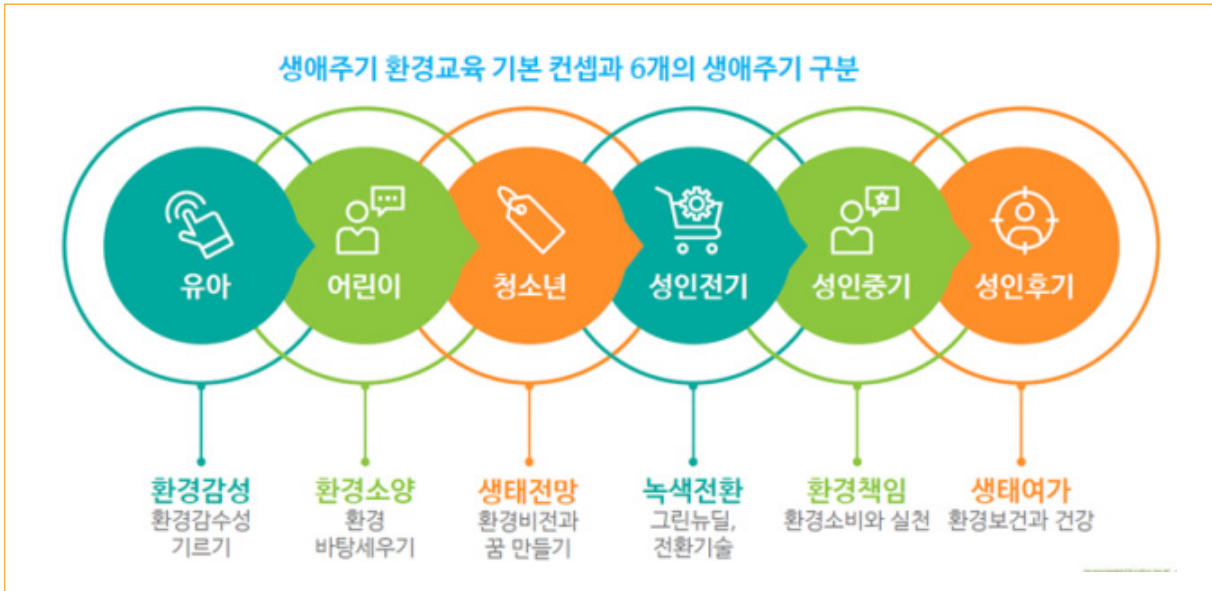 생애주기 환경교육 기본 컨셉과 6개의 생애주기 구분
유아
어린이
청소년
성인전기
성인중기
성인후기
환경감성
환경감수성
기르기
환경소양
환경
바탕세우기
생태전망
환경비전과
꿈 만들기
녹색전환
그린뉴딜,
전환기술
환경책임
환경소비와 실천
생태여가
환경보건과 건강